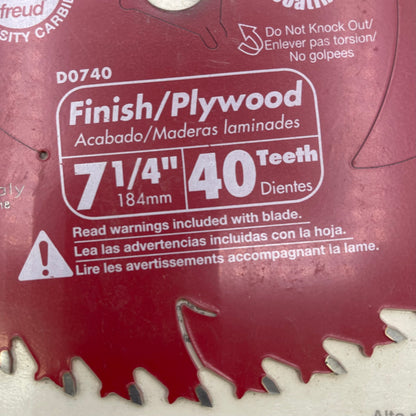 freud
Do Not Knock Out/
Enlever pas torsion/
No golpees
D0740
Finish/Plywood
Acabado/Maderas laminades
7 1/4" 40 Teeth
184mm Dientes
Read warnings included with blade.
Lea las advertencias incluidas con la hoja.
Lire les avertissements accompagnant la lame.